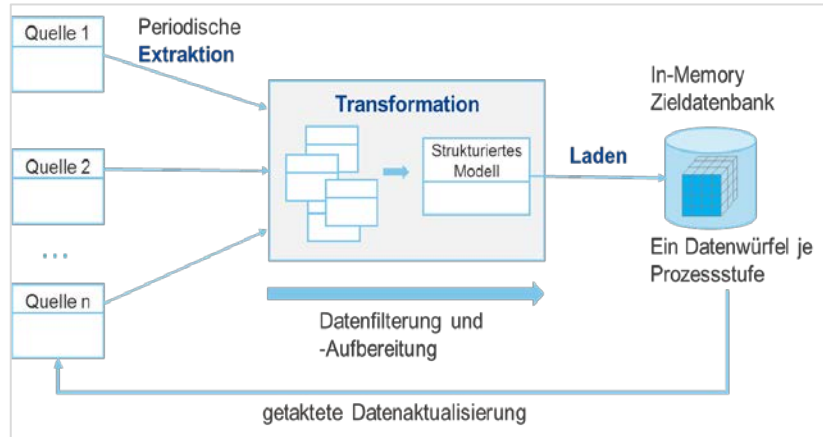 Quelle 1
Periodische
Extraktion
Quelle 2
...
Quelle n
Transformation
Strukturiertes
Modell
Laden
In-Memory
Zieldatenbank
Ein Datenwürfel je
Prozessstufe
Datenfilterung und
-Aufbereitung
getaktete Datenaktualisierung